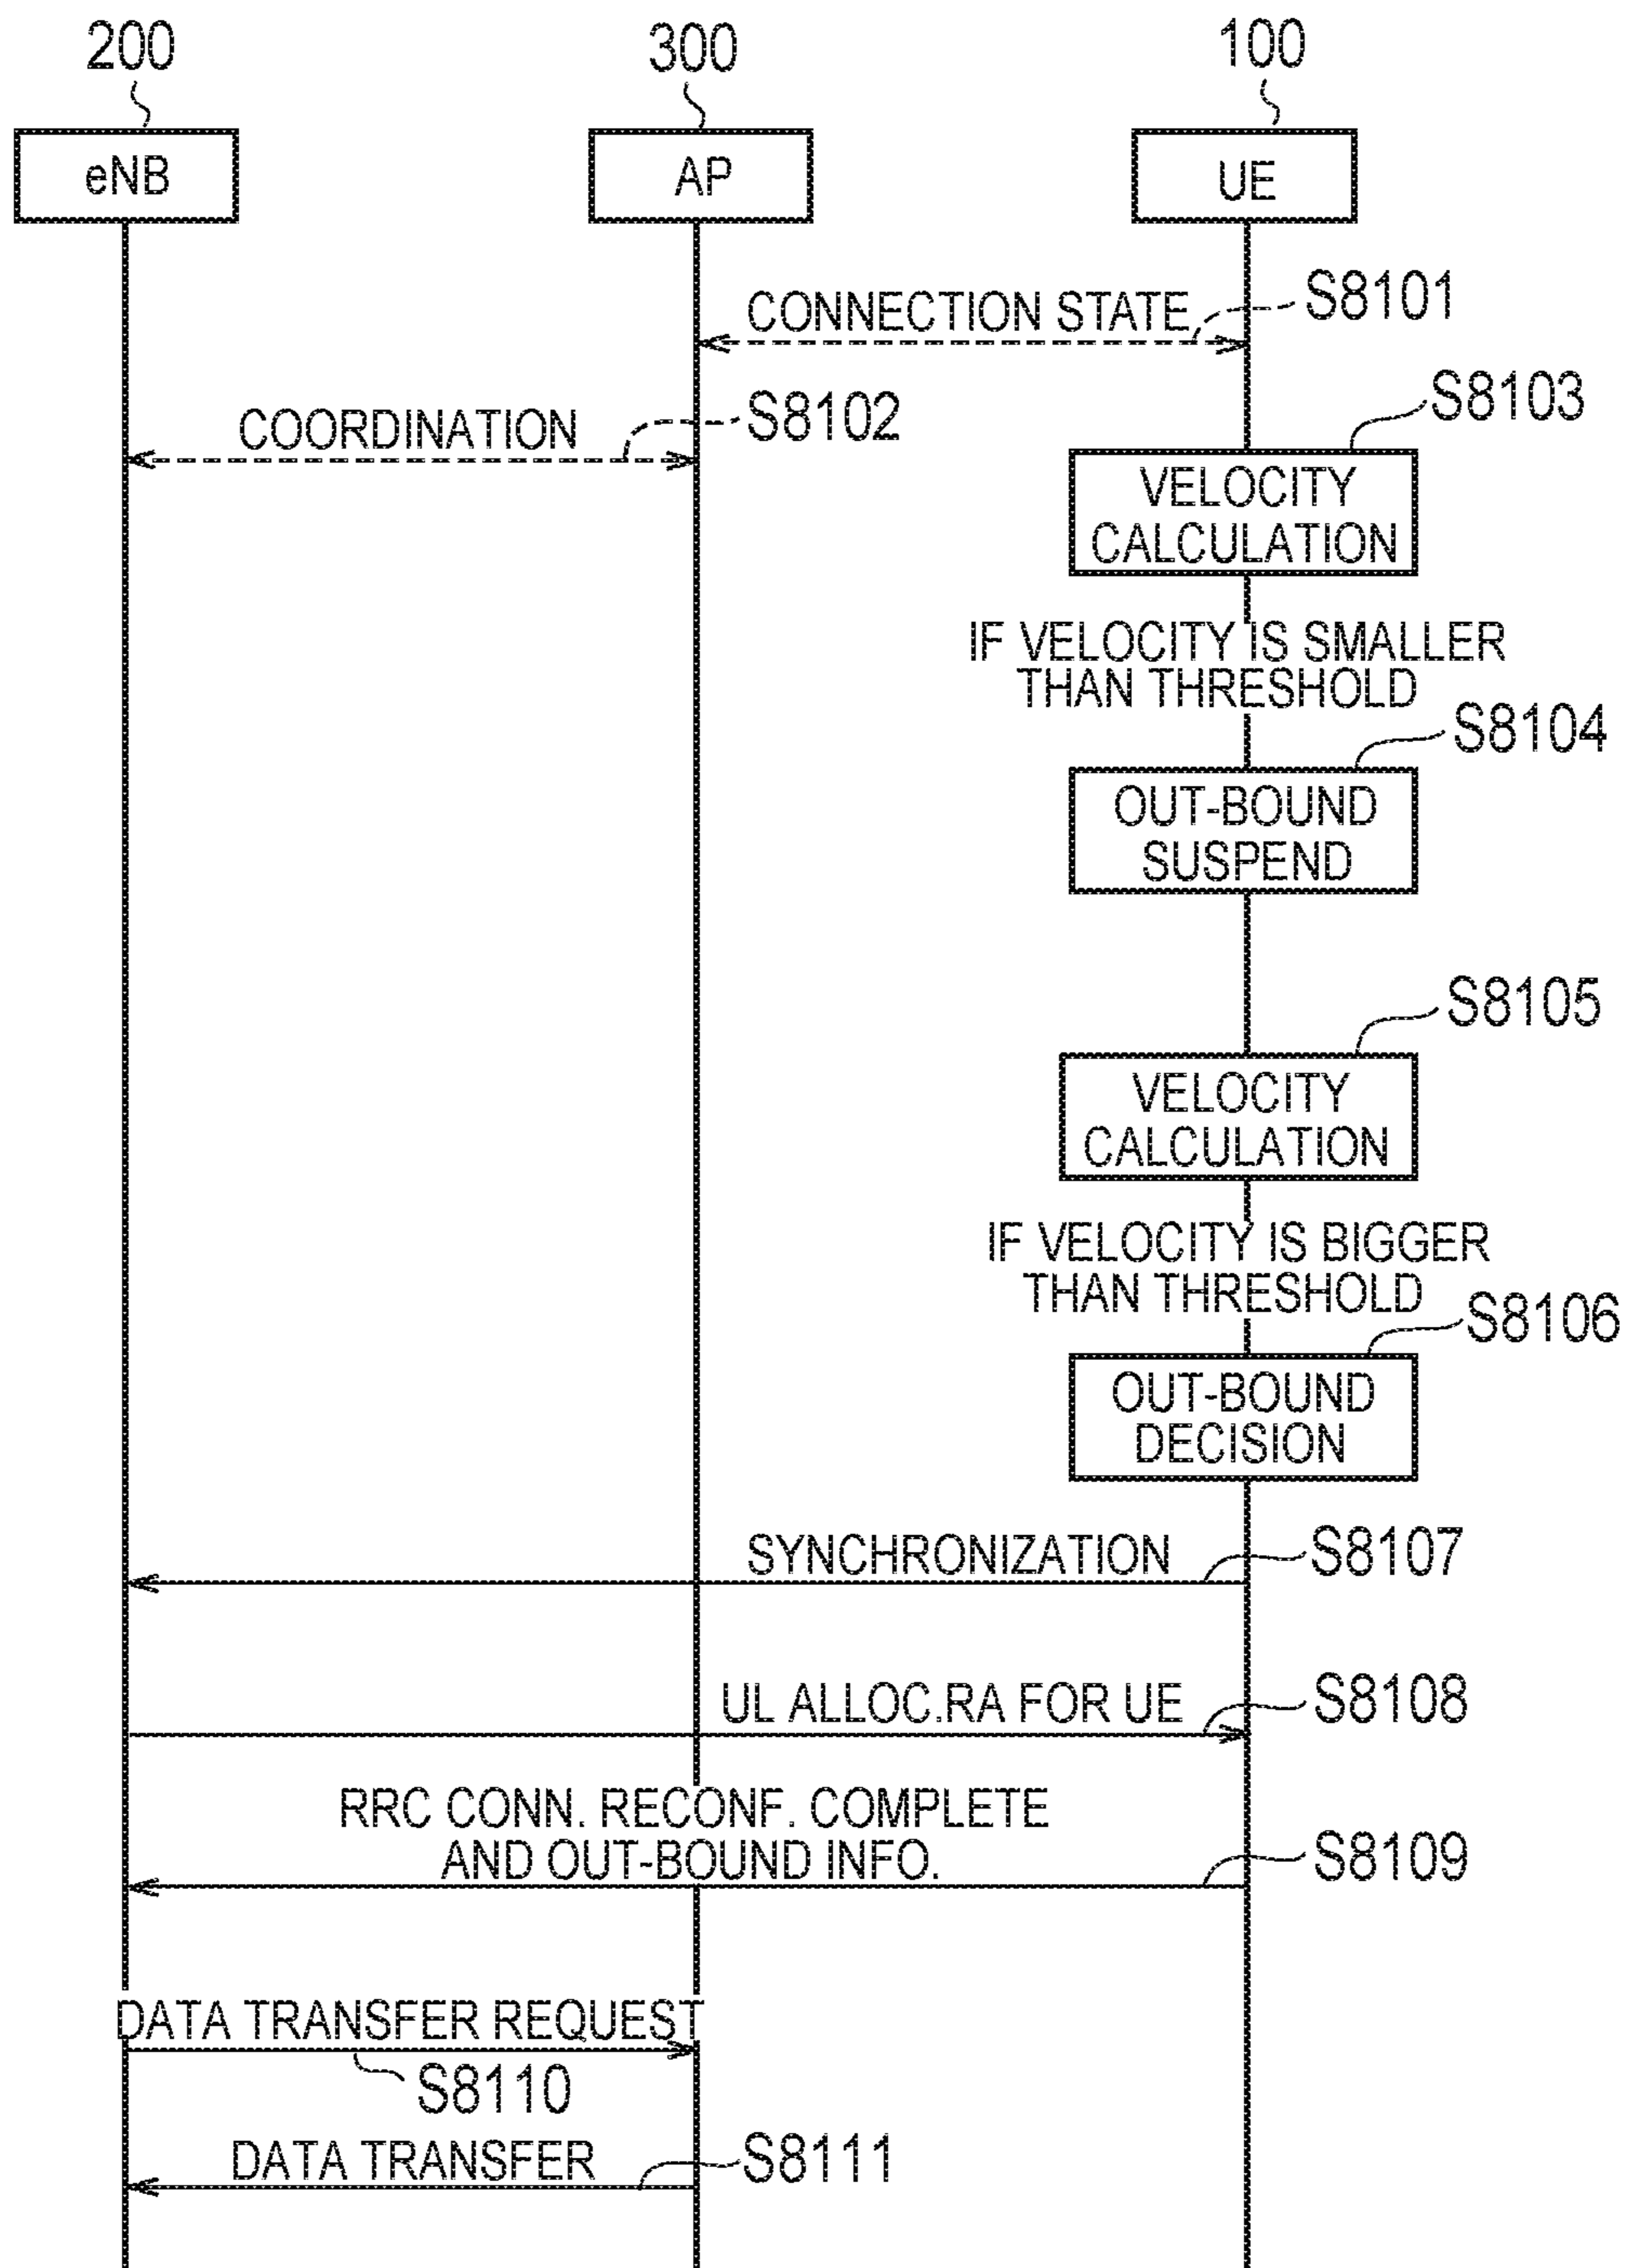 200
300
100
eNB
AP
UE
CONNECTION STATE
S8101
COORDINATION
S8102
S8103
VELOCITY
CALCULATION
IF VELOCITY IS SMALLER
THAN THRESHOLD
S8104
OUT-BOUND
SUSPEND
S8105
VELOCITY
CALCULATION
IF VELOCITY IS BIGGER
THAN THRESHOLD
S8106
OUT-BOUND
DECISION
SYNCHRONIZATION
S8107
UL ALLOC.RA FOR UE
S8108
RRC CONN. RECONF. COMPLETE
AND OUT-BOUND INFO.
S8109
DATA TRANSFER REQUEST
S8110
DATA TRANSFER
S8111